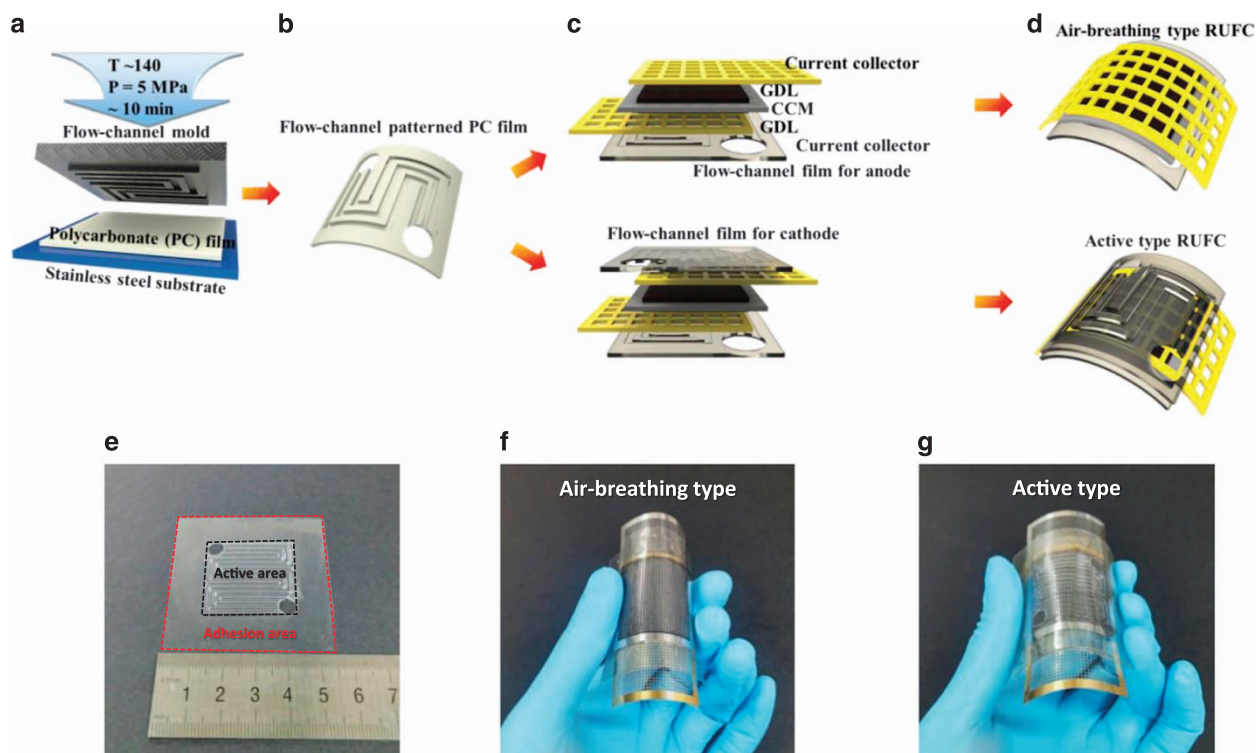 a
T ~140
P = 5 MPa
~ 10 min
Flow-channel mold
Polycarbonate (PC) film
Stainless steel substrate
b
Flow-channel patterned PC film
c
Current collector
GDL
CCM
GDL
Current collector
Flow-channel film for anode
Flow-channel film for cathode
d
Air-breathing type RUFC
Active type RUFC
e
Active area
Adhesion area
1 2 3 4 5 6 7
f
Air-breathing type
g
Active type